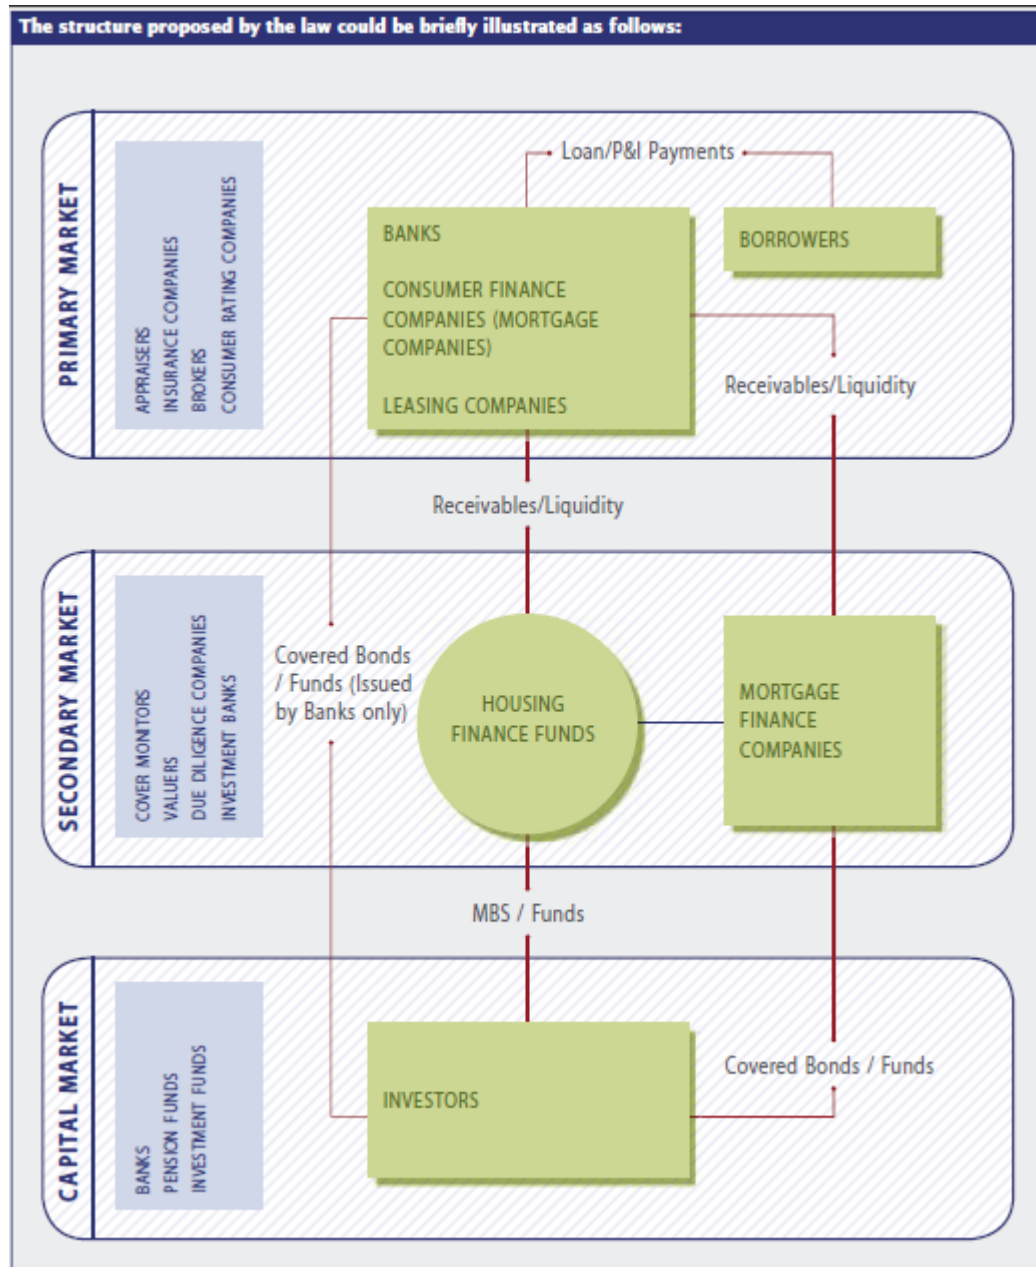 The structure proposed by the law could be briefly illustrated as follows:
PRIMARY MARKET
APPRAISERS
INSURANCE COMPANIES
BROKERS
CONSUMER RATING COMPANIES
Loan/P&I Payments
BANKS
CONSUMER FINANCE
COMPANIES (MORTGAGE
COMPANIES)
LEASING COMPANIES
BORROWERS
Receivables/Liquidity
Receivables/Liquidity
SECONDARY MARKET
COVER MONITORS
VALUERS
DUE DILIGENCE COMPANIES
INVESTMENT BANKS
Covered Bonds
/ Funds (Issued
by Banks only)
HOUSING
FINANCE FUNDS
MORTGAGE
FINANCE
COMPANIES
MBS / Funds
CAPITAL MARKET
BANKS
PENSION FUNDS
INVESTMENT FUNDS
INVESTORS
Covered Bonds / Funds